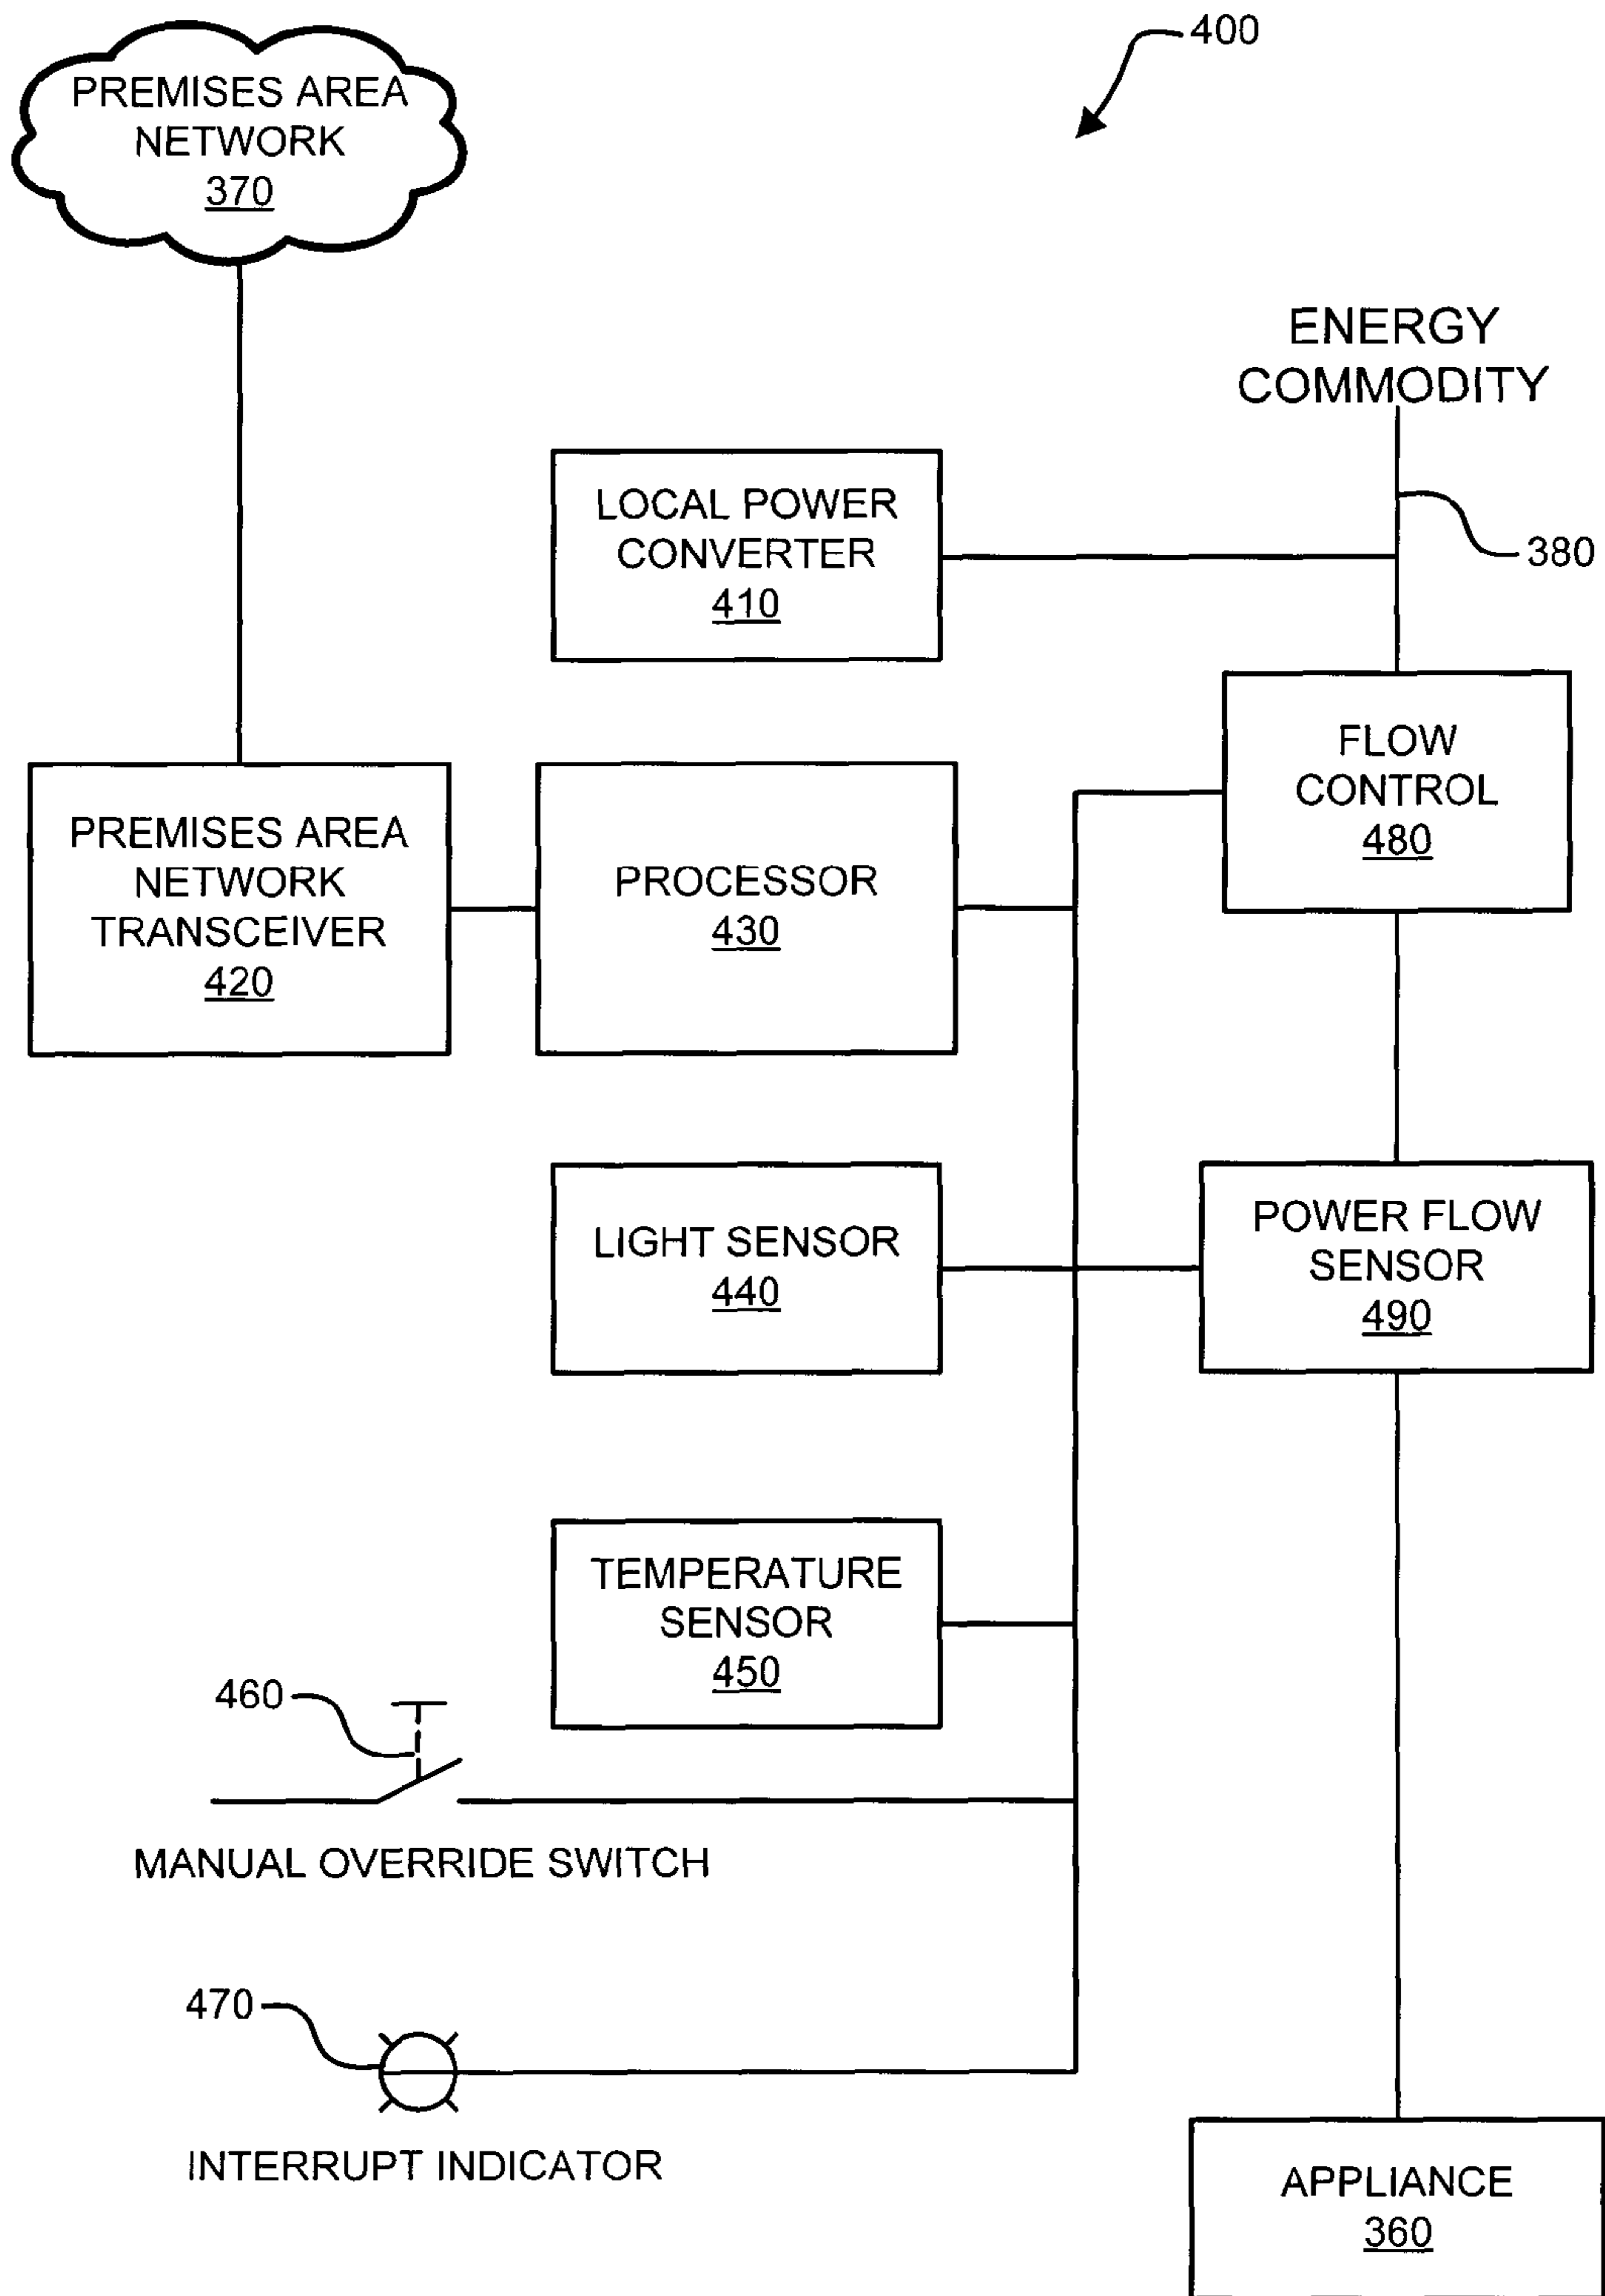 400
PREMISES AREA
NETWORK
370
ENERGY
COMMODITY
380
LOCAL POWER
CONVERTER
410
FLOW
CONTROL
480
PREMISES AREA
NETWORK
TRANSCEIVER
420
PROCESSOR
430
LIGHT SENSOR
440
POWER FLOW
SENSOR
490
TEMPERATURE
SENSOR
450
460
MANUAL OVERRIDE SWITCH
470
INTERRUPT INDICATOR
APPLIANCE
360